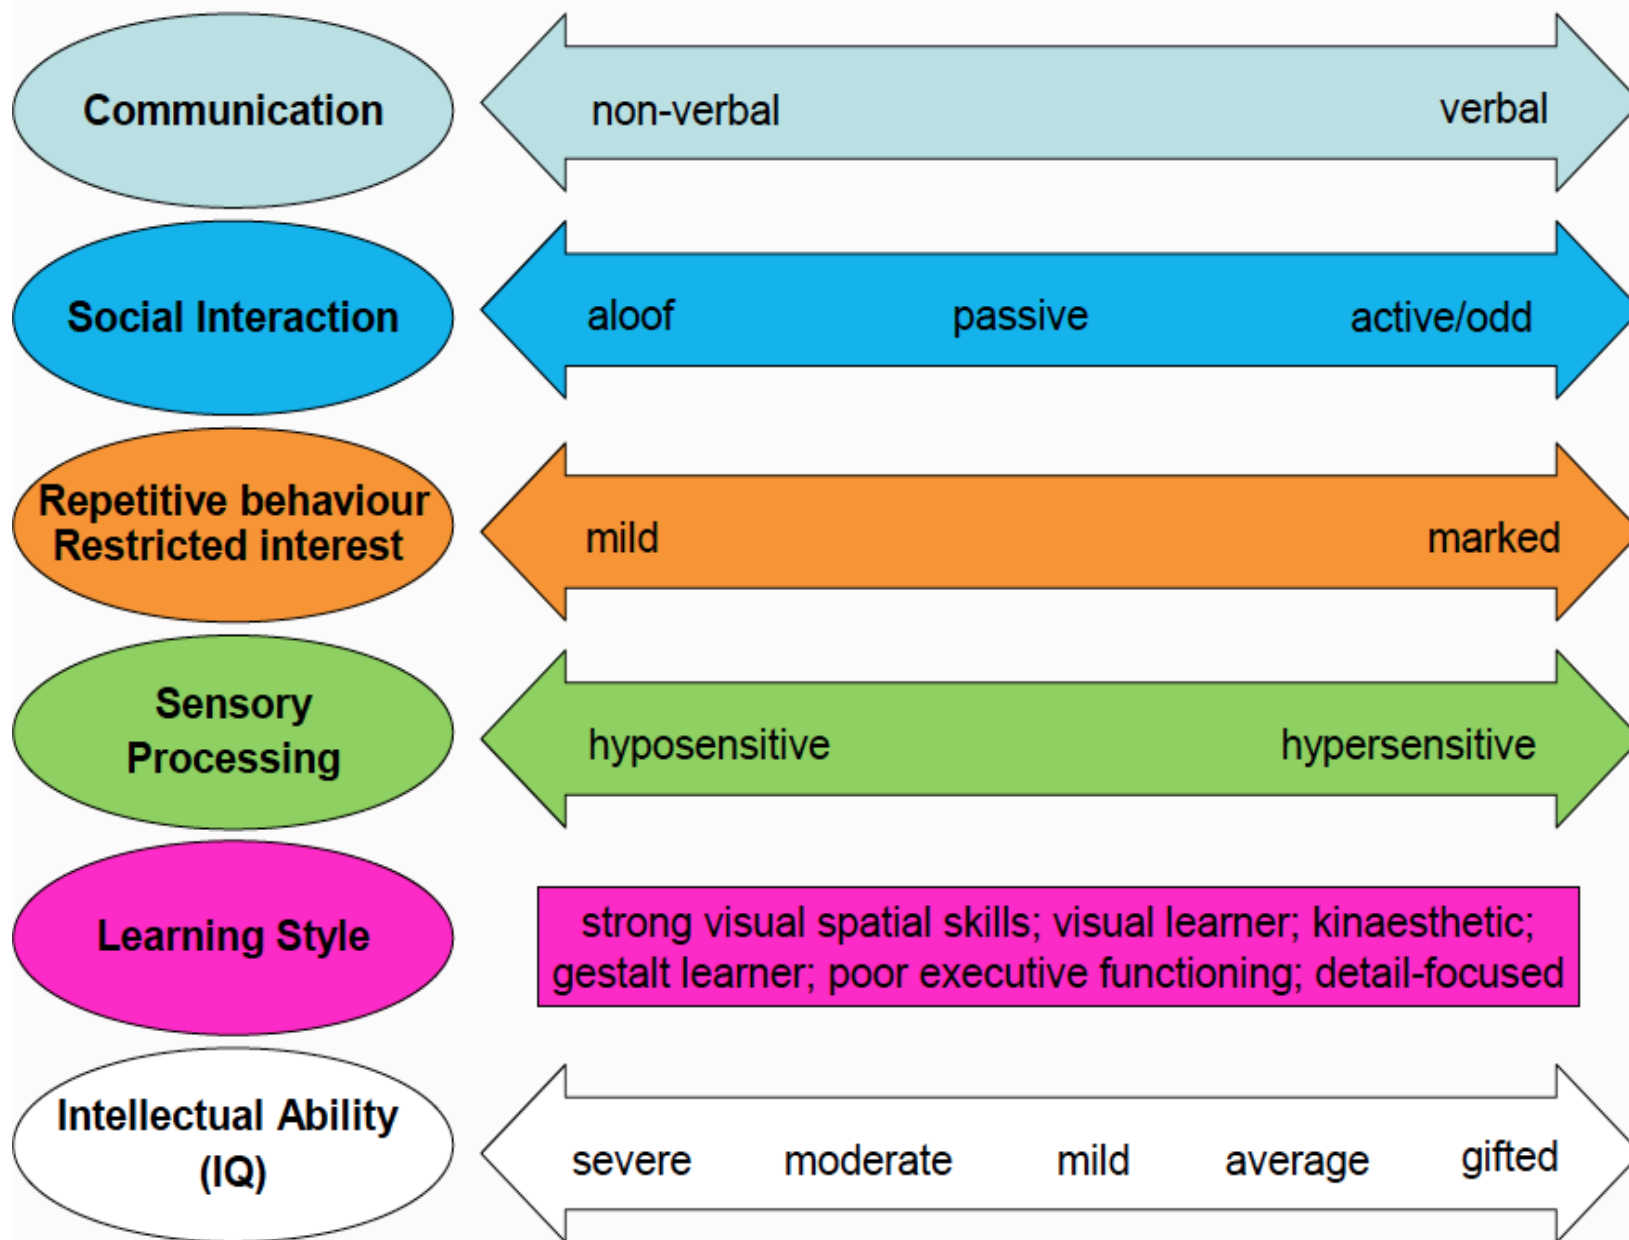 Communication
non-verbal verbal
Social Interaction
aloof passive active/odd
Repetitive behaviour
Restricted interest
mild marked
Sensory
Processing
hyposensitive hypersensitive
Learning Style
strong visual spatial skills; visual learner; kinaesthetic;
gestalt learner; poor executive functioning; detail-focused
Intellectual Ability
(IQ)
severe moderate mild average gifted